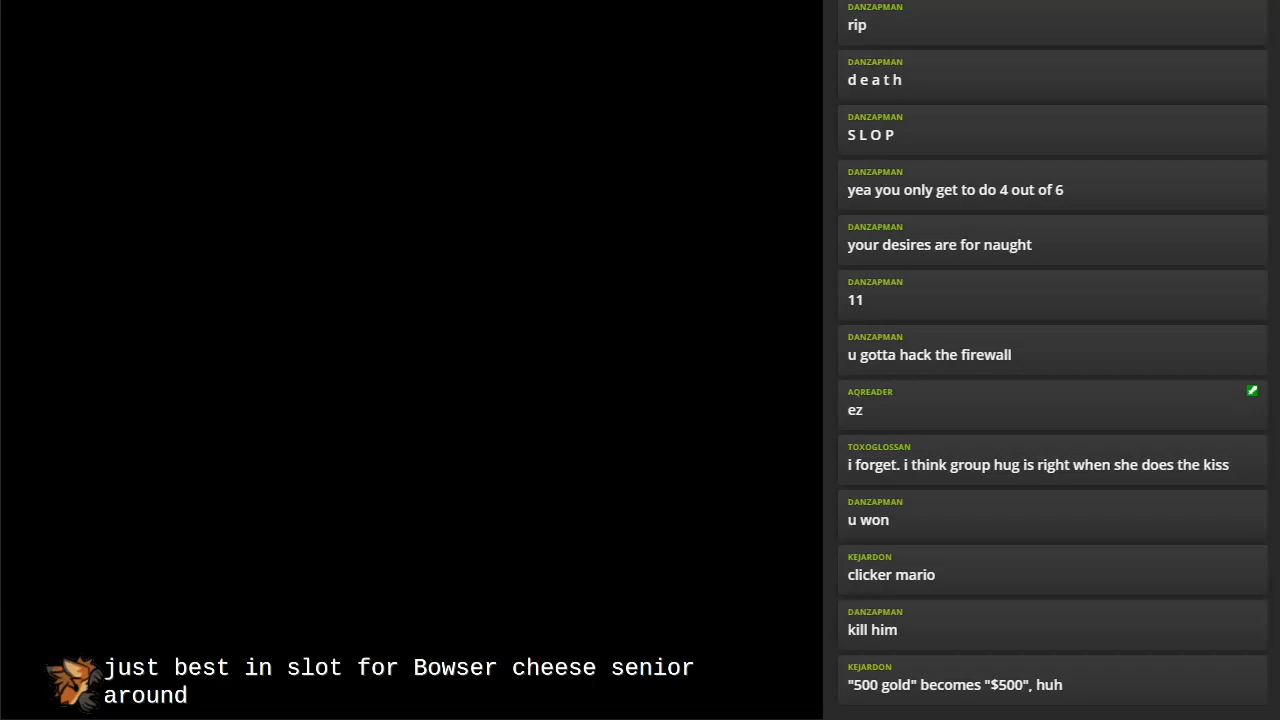 DANZAPMAN
rip
DANZAPMAN
d e a t h
DANZAPMAN
S L O P
DANZAPMAN
yea you only get to do 4 out of 6
DANZAPMAN
your desires are for naught
DANZAPMAN
11
DANZAPMAN
u gotta hack the firewall
AQREADER
ez
TOXOGLOSSAN
i forget. i think group hug is right when she does the kiss
DANZAPMAN
u won
KEJARDON
clicker mario
DANZAPMAN
kill him
KEJARDON
"500 gold" becomes "$500", huh
just best in slot for Bowser cheese senior
around